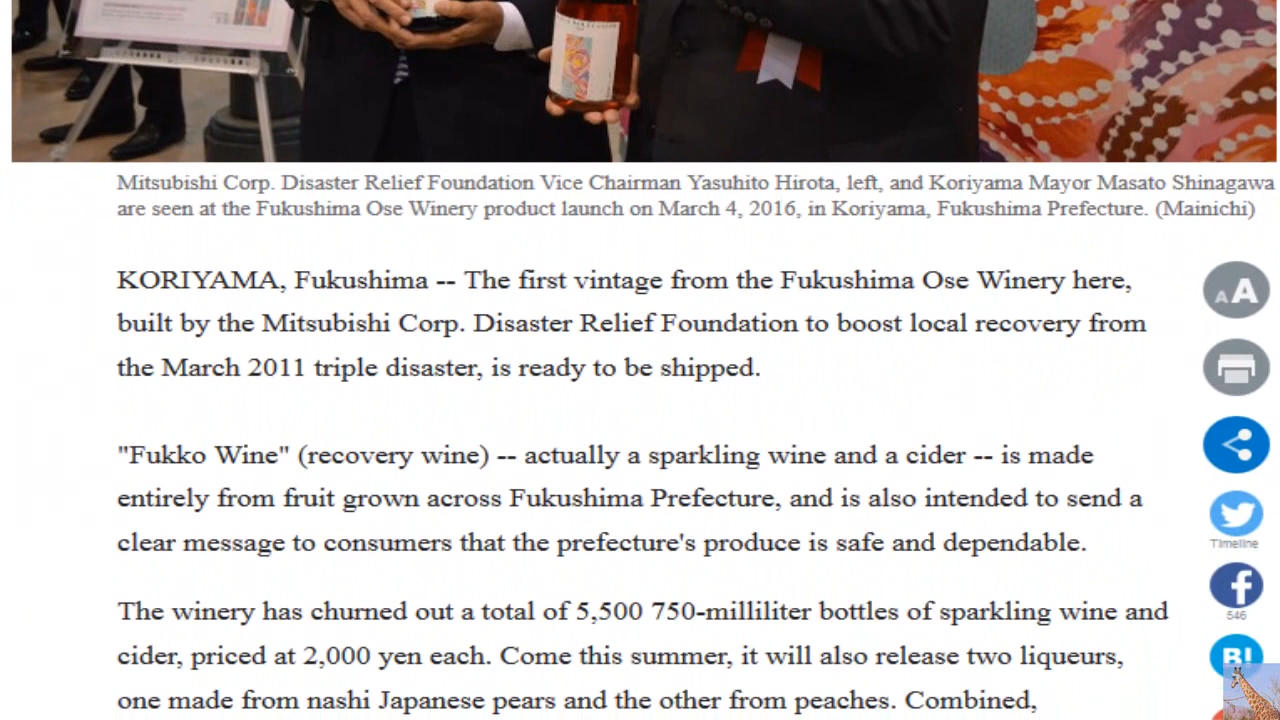 Mitsubishi Corp. Disaster Relief Foundation Vice Chairman Yasuhito Hirota, left, and Koriyama Mayor Masato Shinagawa
are seen at the Fukushima Ose Winery product launch on March 4, 2016, in Koriyama, Fukushima Prefecture. (Mainichi)
KORIYAMA, Fukushima -- The first vintage from the Fukushima Ose Winery here,
built by the Mitsubishi Corp. Disaster Relief Foundation to boost local recovery from
the March 2011 triple disaster, is ready to be shipped.
"Fukko Wine" (recovery wine) -- actually a sparkling wine and a cider -- is made
entirely from fruit grown across Fukushima Prefecture, and is also intended to send a
clear message to consumers that the prefecture's produce is safe and dependable.
The winery has churned out a total of 5,500 750-milliliter bottles of sparkling wine and
cider, priced at 2,000 yen each. Come this summer, it will also release two liqueurs,
one made from nashi Japanese pears and the other from peaches. Combined,
AA
Timeline
f
546
B!